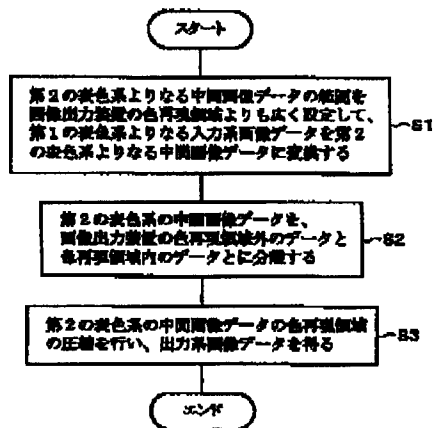 スタート
第2の表色系よりなる中間画像データの範囲を
画像出力装置の色再現領域よりも広く設定して、
第1の表色系よりなる入力系画像データを第2
の表色系よりなる中間画像データに変換する
S1
第2の表色系の中間画像データを、
画像出力装置の色再現領域外のデータと
色再現領域内のデータとに分離する
S2
第2の表色系の中間画像データの色再現領域
の圧縮を行い、出力系画像データを得る
S3
エンド